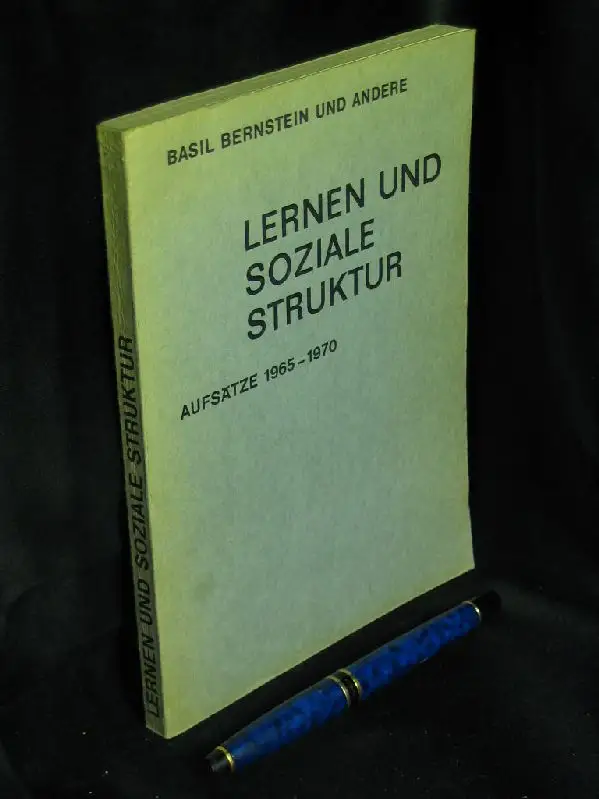 BASIL BERNSTEIN UND ANDERE
LERNEN UND
SOZIALE
STRUKTUR
AUFSÄTZE 1965-1970
LERNEN UND SOZIALE STRUKTUR